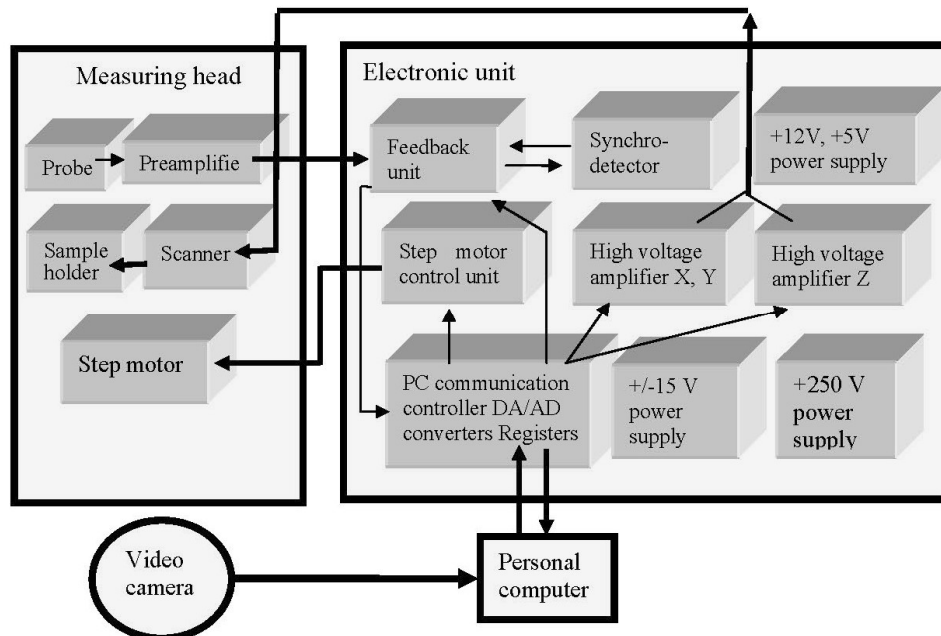 Measuring head
Probe
Preamplifie
Sample
holder
Scanner
Step motor
Electronic unit
Feedback
unit
Synchro-
detector
+12V, +5V
power supply
Step motor
control unit
High voltage
amplifier X, Y
High voltage
amplifier Z
PC communication
controller DA/AD
converters Registers
+/-15 V
power
supply
+250 V
power
supply
Video
camera
Personal
computer